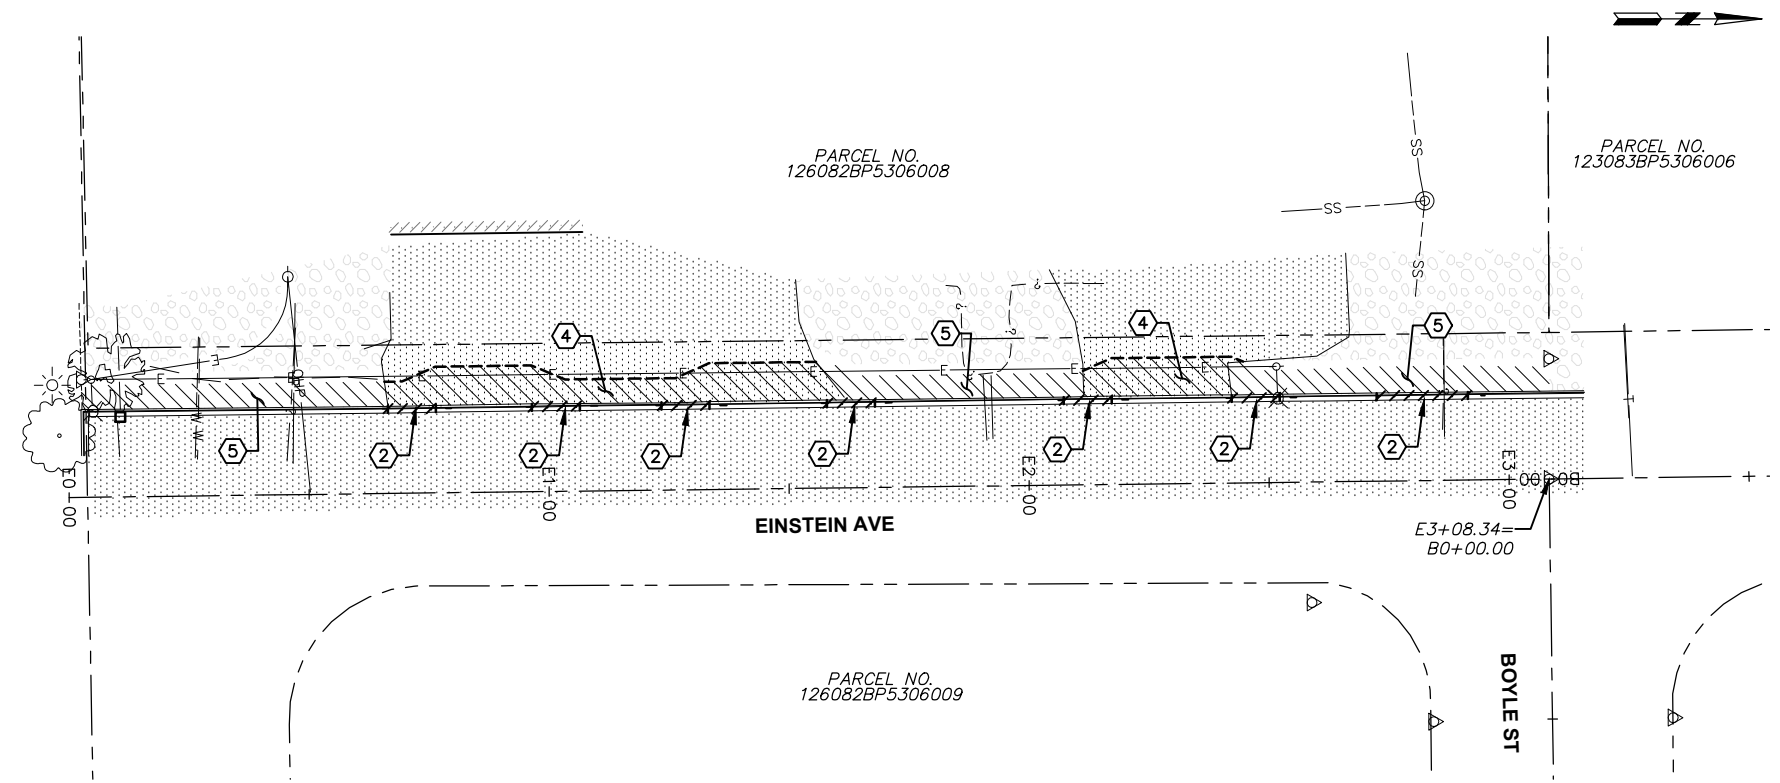 PARCEL NO.
126082BP5306008
PARCEL NO.
123083BP5306006
SS
SS
SS
4
5
4
5
?
?
?
E
E
E
E
E
E
E
E
E
W
W
5
2
2
2
2
2
2
2
E0+00
E1+00
E2+00
E3+00
B0+00
EINSTEIN AVE
E3+08.34=
B0+00.00
PARCEL NO.
126082BP5306009
BOYLE ST